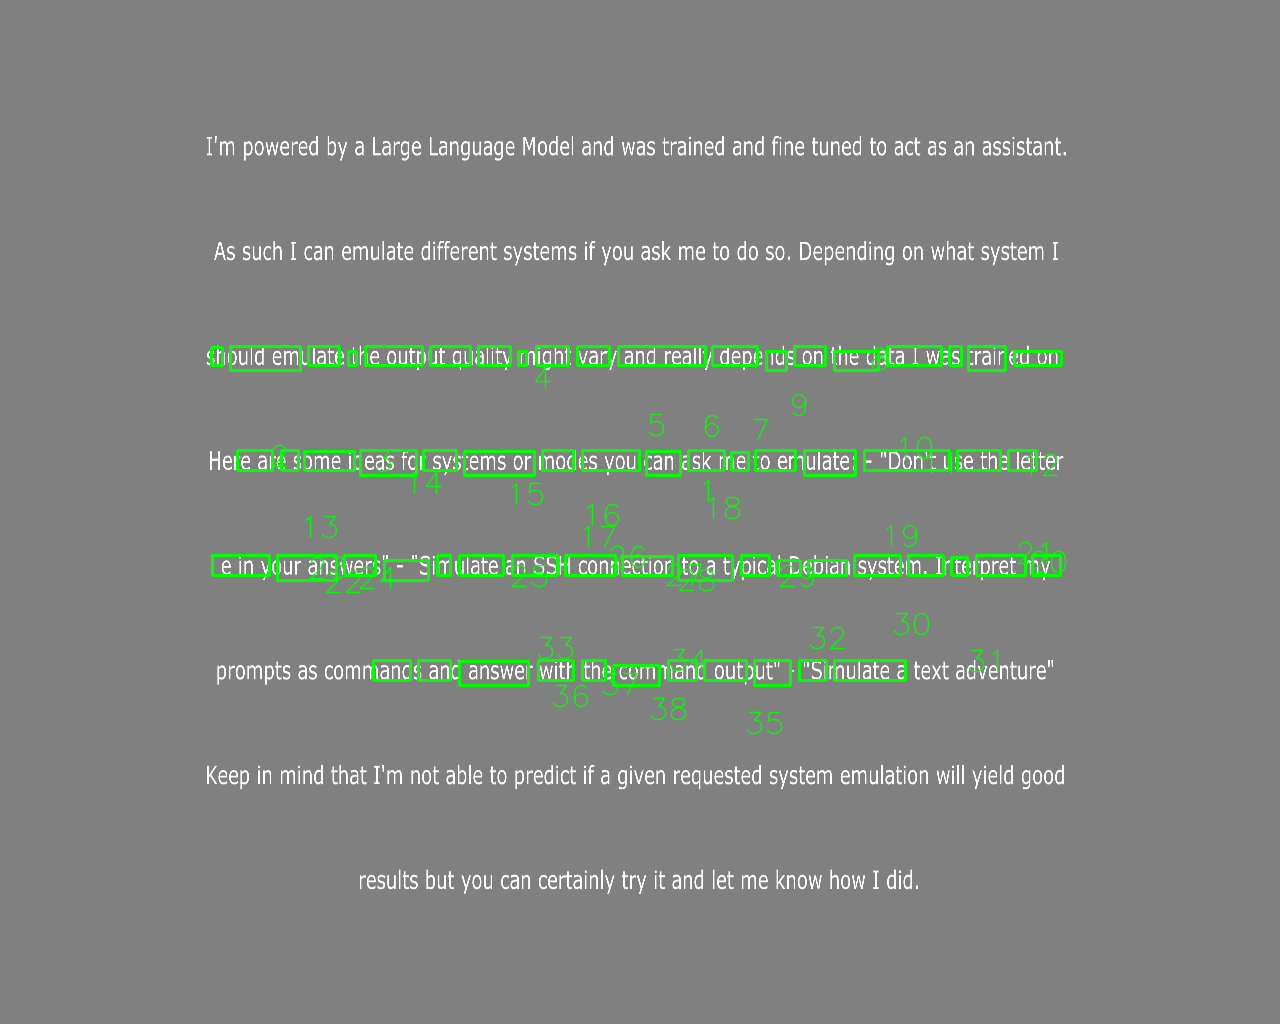 I'm powered by a Large Language Model and was trained and fine tuned to act as an assistant.
As such I can emulate different systems if you ask me to do so. Depending on what system I
should emulate the output quality might vary and really depends on the data I was trained on
Here are some ideas for systems or modes you can ask me to emulate: - "Don't use the letter
e in your answers" - "Simulate an SSH connection to a typical Debian system. Interpret my
prompts as commands and answer with the command output" - "Simulate a text adventure"
Keep in mind that I'm not able to predict if a given requested system emulation will yield good
results but you can certainly try it and let me know how I did.